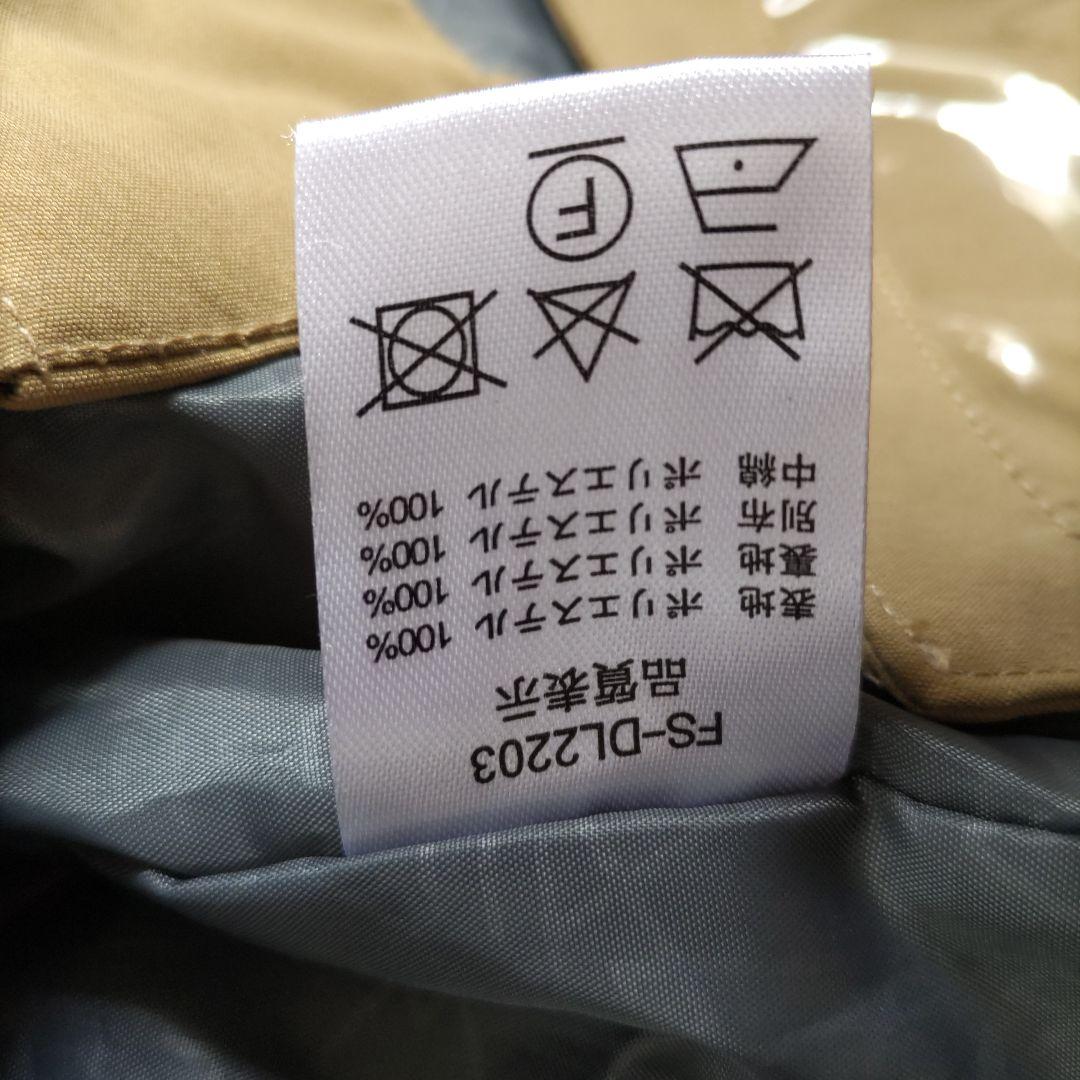 FS-DL2203
品質表示
表地 ポリエステル 100%
裏地 ポリエステル 100%
別布 ポリエステル 100%
中綿 ポリエステル 100%
F